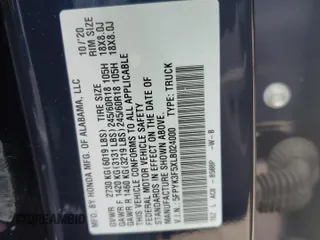 MFD. BY HONDA MFG. OF ALABAMA, LLC 10/'20
TIRE SIZE RIM SIZE
GVWR 2730 KG(6019 LBS)
GAWR F 1420 KG(3131 LBS) 245/60R18 105H 18X8.0J
GAWR R 1460 KG(3219 LBS) 245/60R18 105H 18X8.0J
THIS VEHICLE CONFORMS TO ALL APPLICABLE
FEDERAL MOTOR VEHICLE SAFETY
STANDARDS IN EFFECT ON THE DATE OF
MANUFACTURE SHOWN ABOVE.
V.I.N.: 5FPYK3F5XLB024000 TYPE: TRUCK